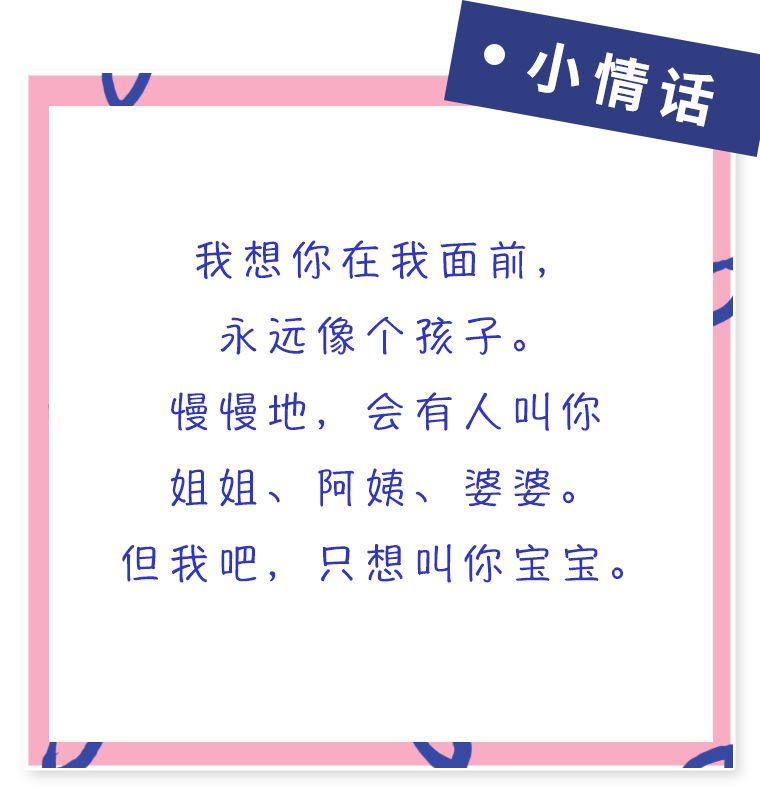 • 小情话
我想你在我面前，
永远像个孩子。
慢慢地，会有人叫你
姐姐、阿姨、婆婆。
但我吧，只想叫你宝宝。